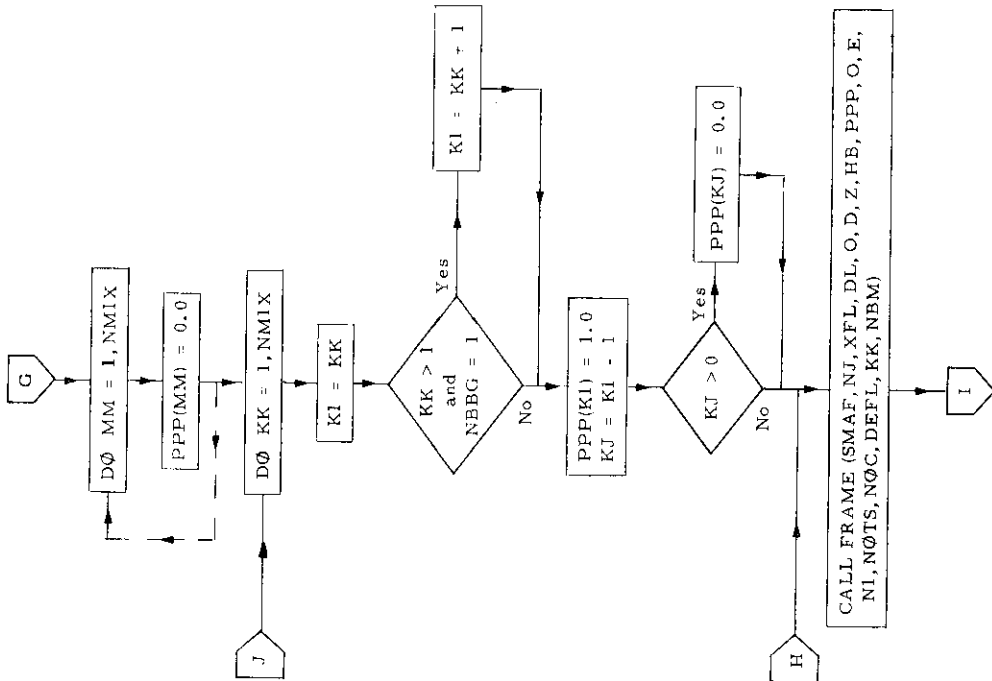 G
DØ MM = 1, NMIX
PPP(MM) = 0.0
J
DØ KK = 1, NMIX
K1 = KK
KK > 1
and
NBBG = 1
Yes
K1 = KK + 1
No
PPP(K1) = 1.0
KJ = K1 - 1
KJ > 0
Yes
PPP(KJ) = 0.0
No
H
CALL FRAME (SMAF, NJ, XFL, DL, O, D, Z, HB, PPP, O, E,
N1, NØTS, NØC, DEFL, KK, NBM)
I